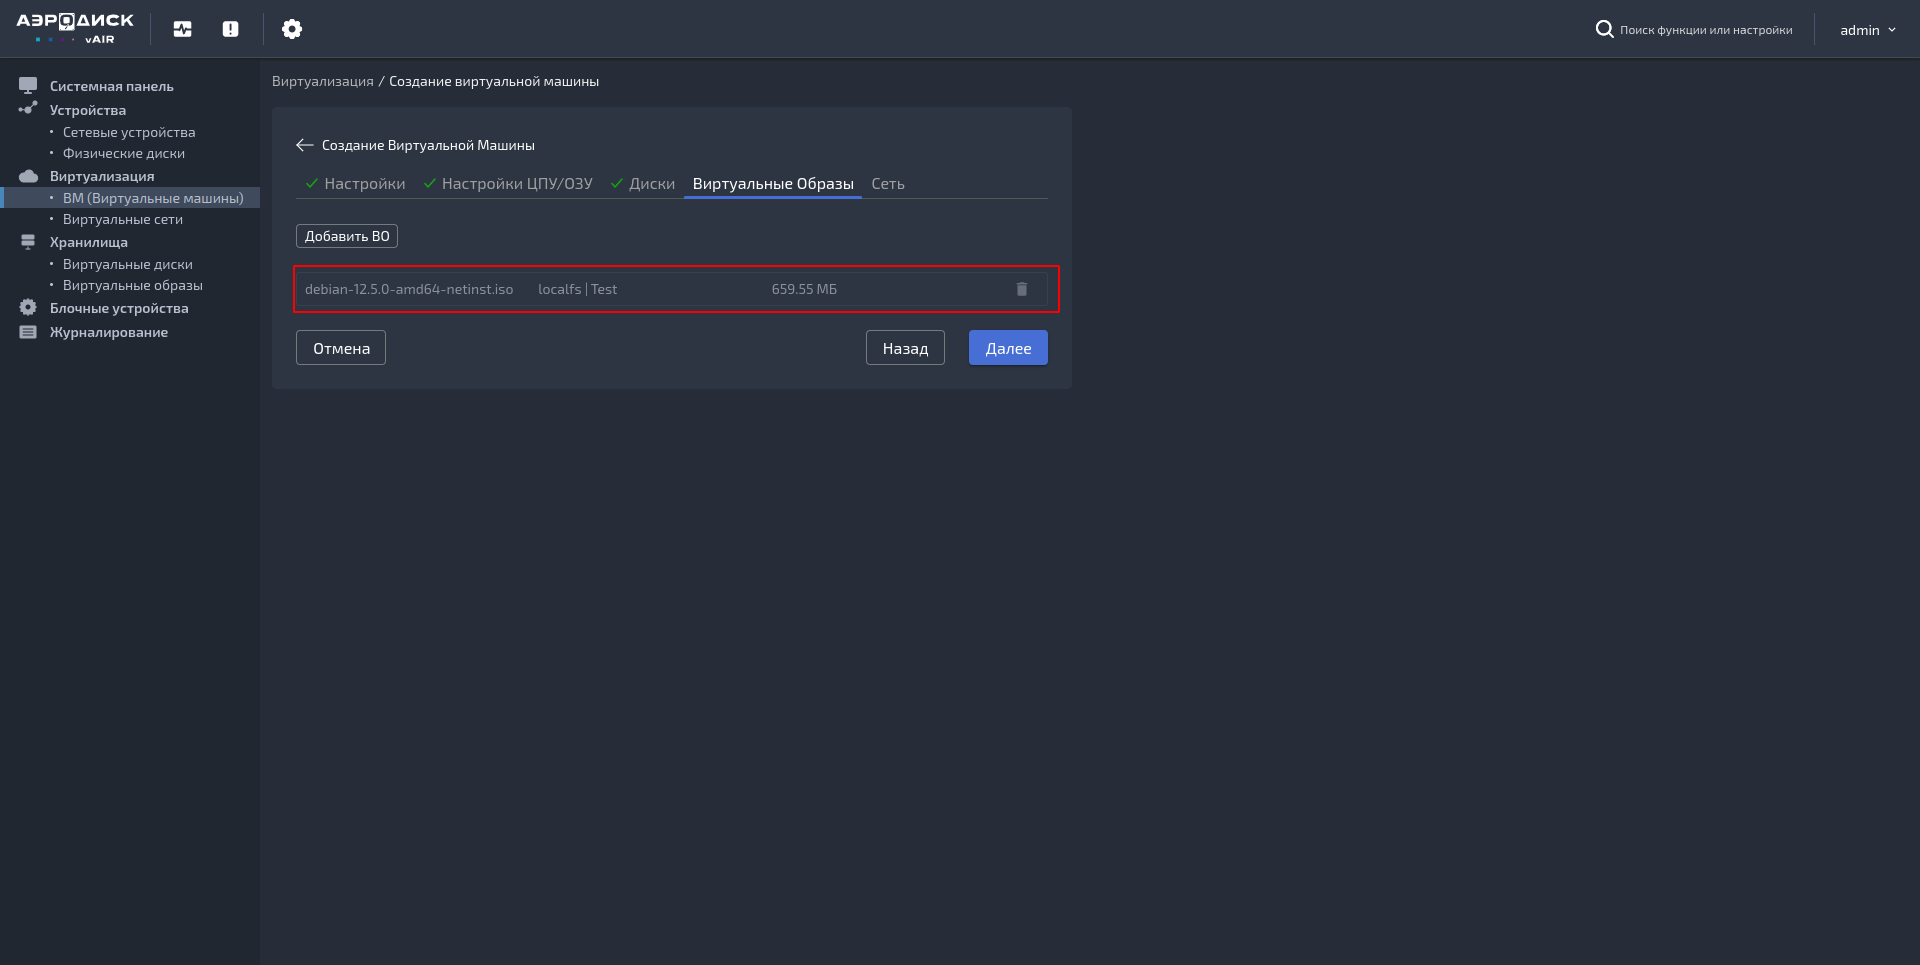 АЭРОДИСК
vAIR
Поиск функции или настройки
admin
Системная панель
Устройства
Сетевые устройства
Физические диски
Виртуализация
ВМ (Виртуальные машины)
Виртуальные сети
Хранилища
Виртуальные диски
Виртуальные образы
Блочные устройства
Журналирование
Виртуализация / Создание виртуальной машины
Создание Виртуальной Машины
Настройки Настройки ЦПУ/ОЗУ Диски Виртуальные Образы Сеть
Добавить ВО
debian-12.5.0-amd64-netinst.iso localfs | Test 659.55 МБ
Отмена Назад Далее